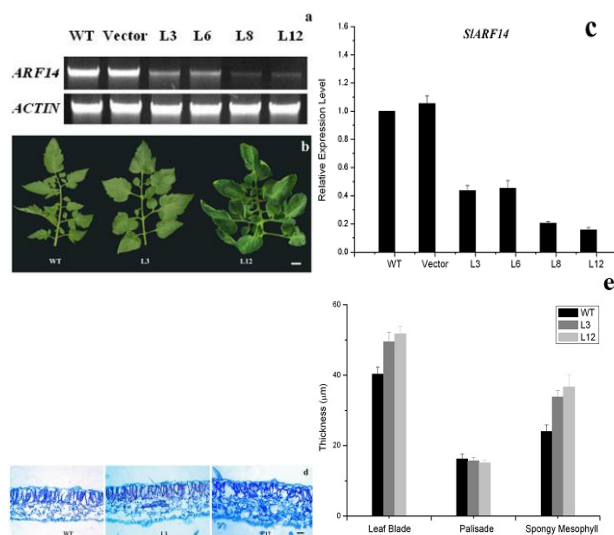 a
WT Vector L3 L6 L8 L12
ARF14
ACTIN
b
WT L3 L12
c
SlARF14
Relative Expression Level
1.6
1.4
1.2
1.0
0.8
0.6
0.4
0.2
0.0
WT Vector L3 L6 L8 L12
d
WT L3
e
WT
L3
L12
Thickness (μm)
60
40
20
0
Leaf Blade Palisade Spongy Mesophyll